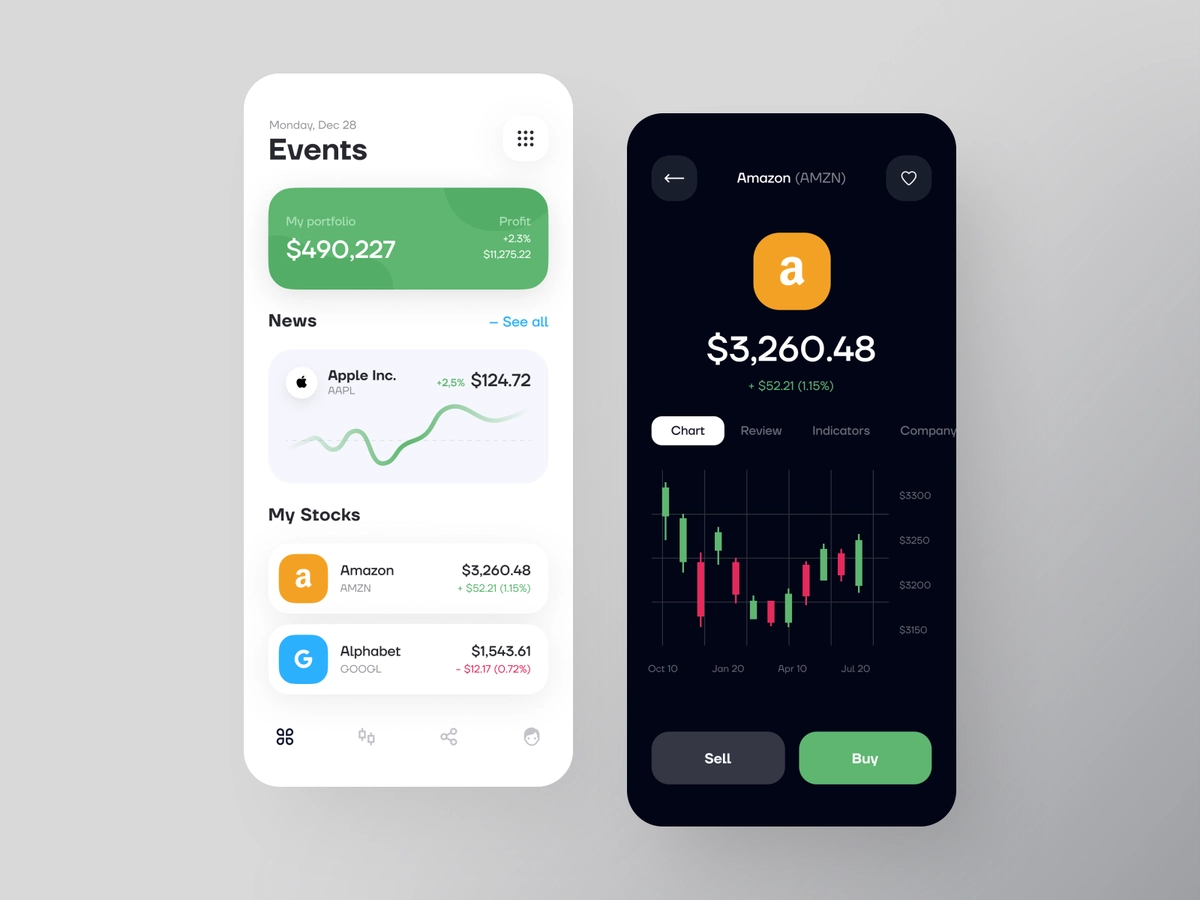 Monday, Dec 28
Events
My portfolio
$490,227
Profit
+2.3%
$11,275.22
News
– See all
Apple Inc.
AAPL
+2,5% $124.72
My Stocks
a
Amazon
AMZN
$3,260.48
+ $52.21 (1.15%)
G
Alphabet
GOOGL
$1,543.61
– $12.17 (0.72%)
Amazon (AMZN)
a
$3,260.48
+ $52.21 (1.15%)
Chart Review Indicators Company
$3300
$3250
$3200
$3150
Oct 10 Jan 20 Apr 10 Jul 20
Sell Buy